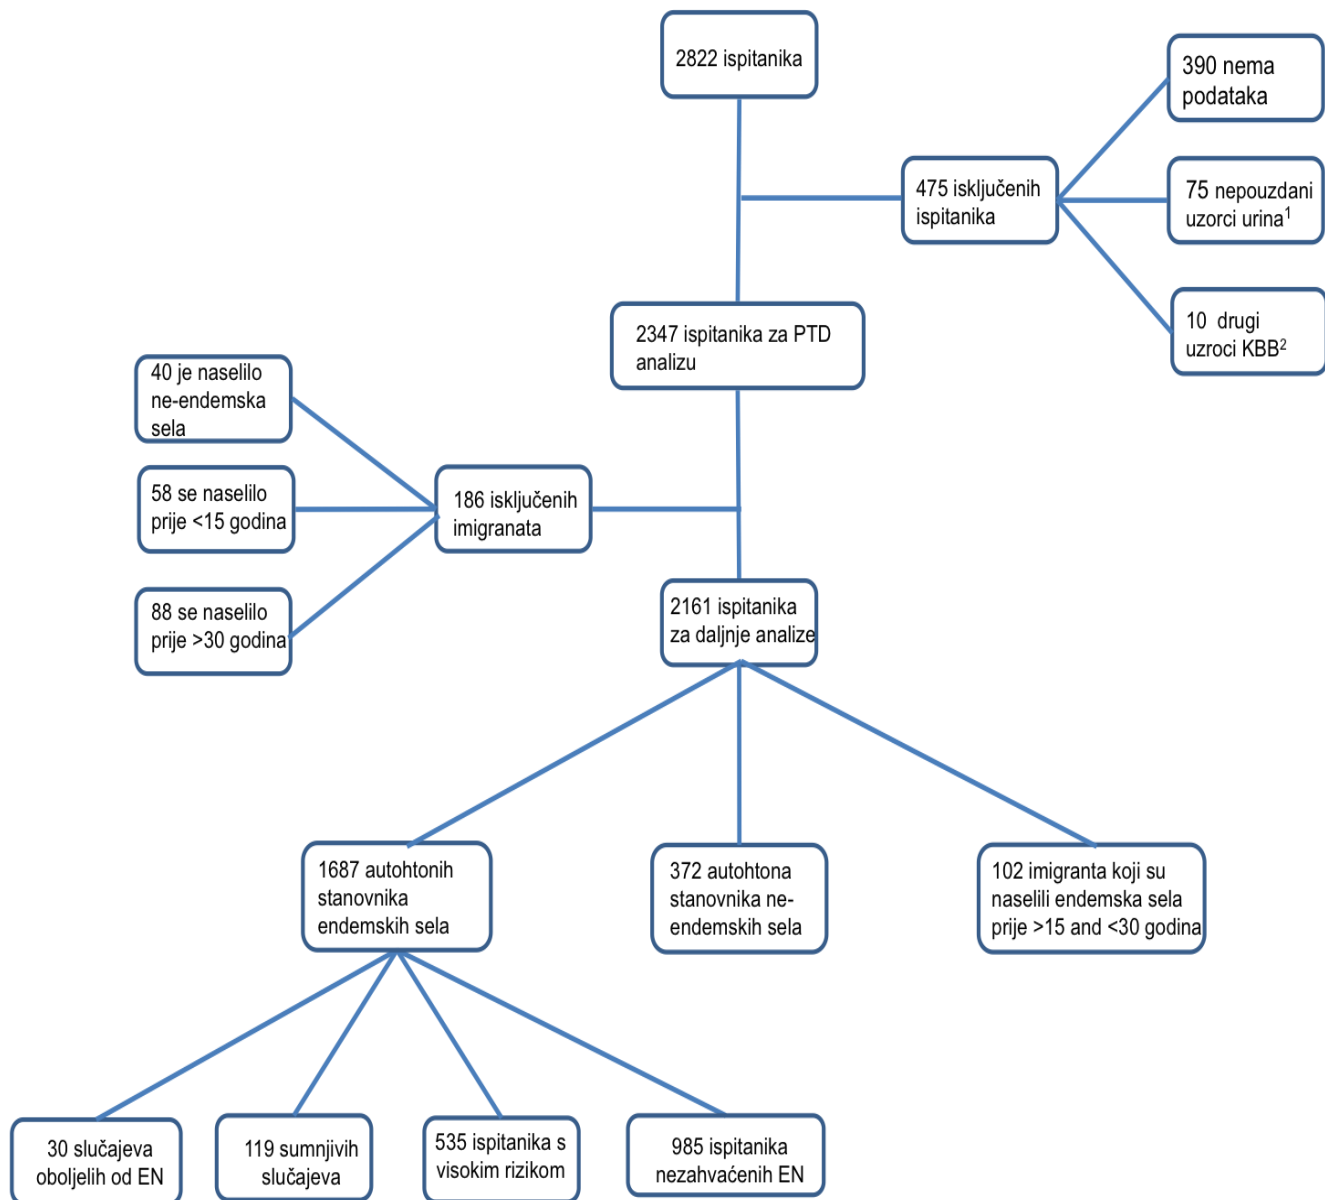 2822 ispitanika
390 nema
podataka
475 isključenih
ispitanika
75 nepouzdani
uzorci urina¹
10 drugi
uzroci KBB²
2347 ispitanika za PTD
analizu
40 je naselilo
ne-endemska
sela
58 se naselilo
prije <15 godina
186 isključenih
imigranata
88 se naselilo
prije >30 godina
2161 ispitanika
za daljnje analize
1687 autohtonih
stanovnika
endemskih sela
372 autohtona
stanovnika ne-
endemskih sela
102 imigranta koji su
naselili endemska sela
prije >15 and <30 godina
30 slučajeva
oboljelih od EN
119 sumnjivih
slučajeva
535 ispitanika s
visokim rizikom
985 ispitanika
nezahvaćenih EN